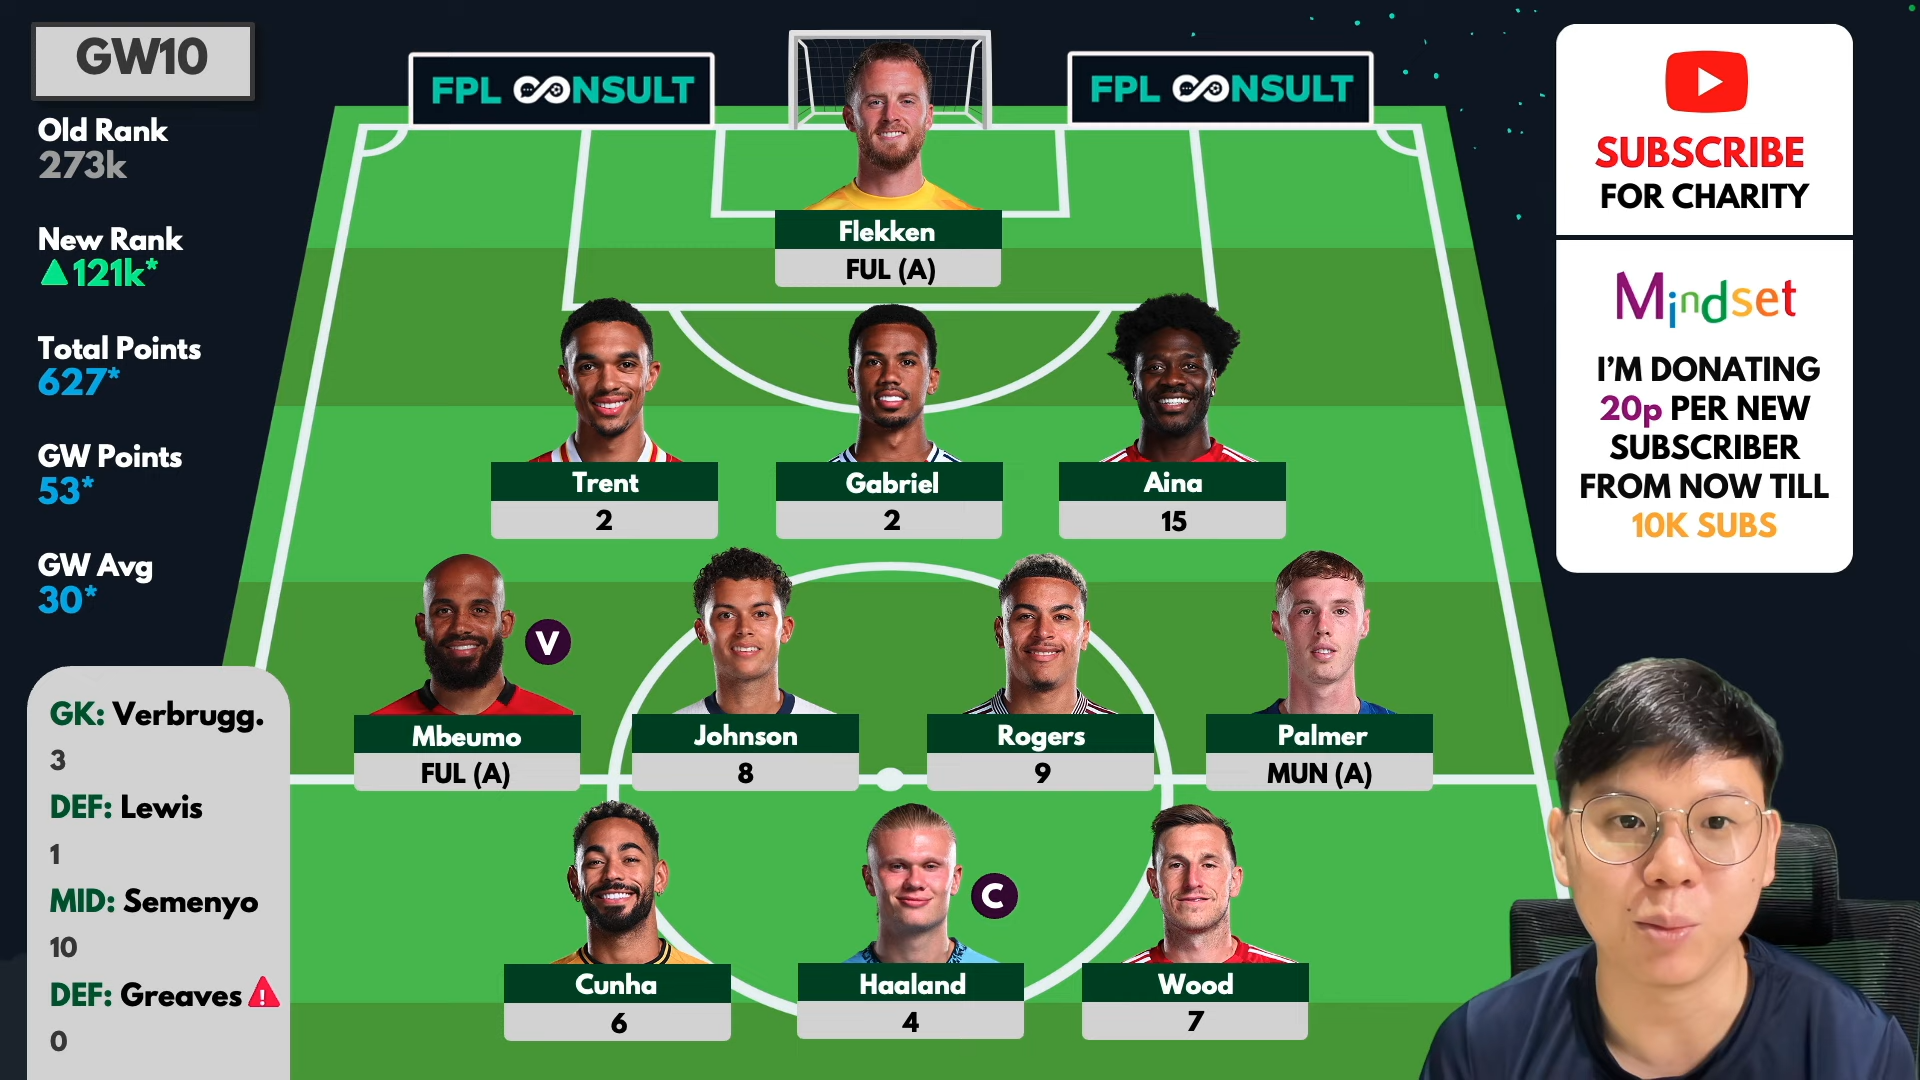 GW10
Old Rank
273k
New Rank
▲121k*
Total Points
627*
GW Points
53*
GW Avg
30*
FPL CONSULT
FPL CONSULT
Flekken
FUL (A)
Trent
2
Gabriel
2
Aina
15
V
Mbeumo
FUL (A)
Johnson
8
Rogers
9
Palmer
MUN (A)
Cunha
6
C
Haaland
4
Wood
7
GK: Verbrugg.
3
DEF: Lewis
1
MID: Semenyo
10
DEF: Greaves
0
SUBSCRIBE
FOR CHARITY
Mindset
I'M DONATING
20p PER NEW
SUBSCRIBER
FROM NOW TILL
10K SUBS